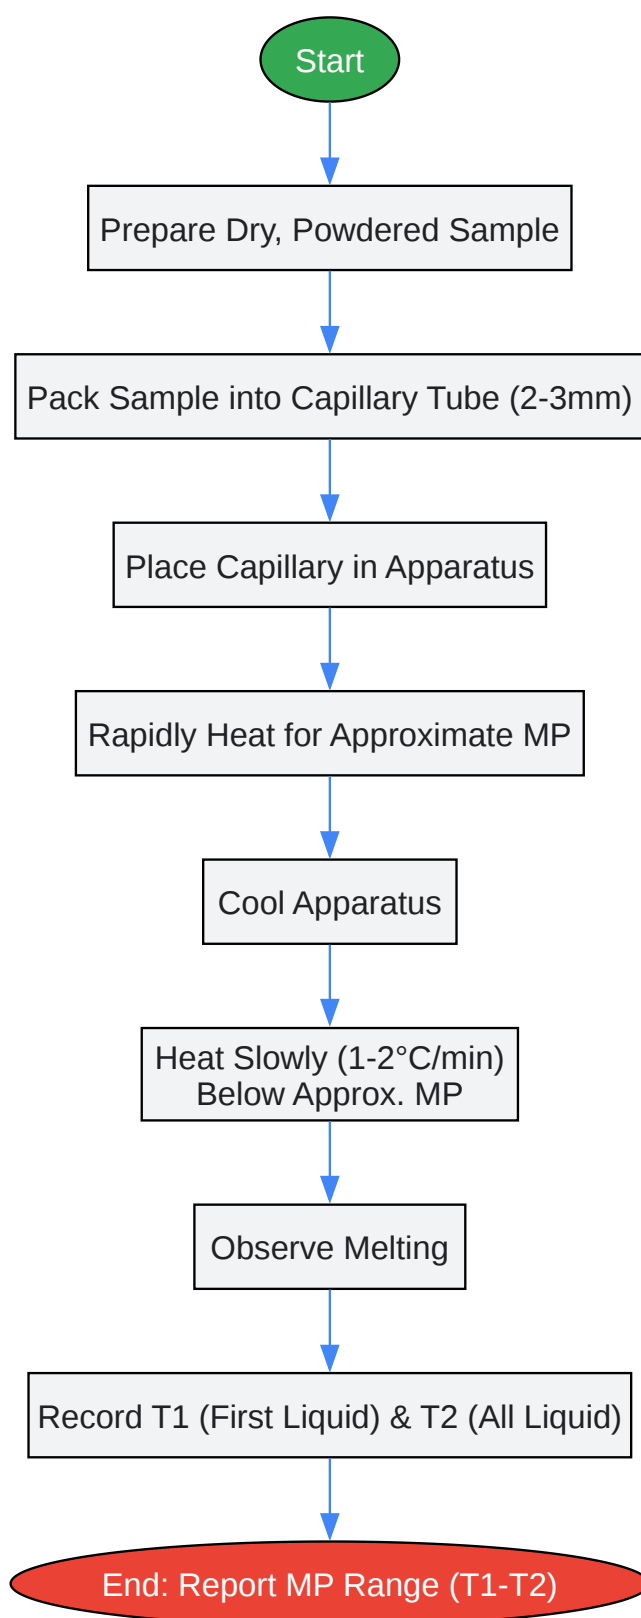 Start
Prepare Dry, Powdered Sample
Pack Sample into Capillary Tube (2-3mm)
Place Capillary in Apparatus
Rapidly Heat for Approximate MP
Cool Apparatus
Heat Slowly (1-2°C/min)
Below Approx. MP
Observe Melting
Record T1 (First Liquid) & T2 (All Liquid)
End: Report MP Range (T1-T2)